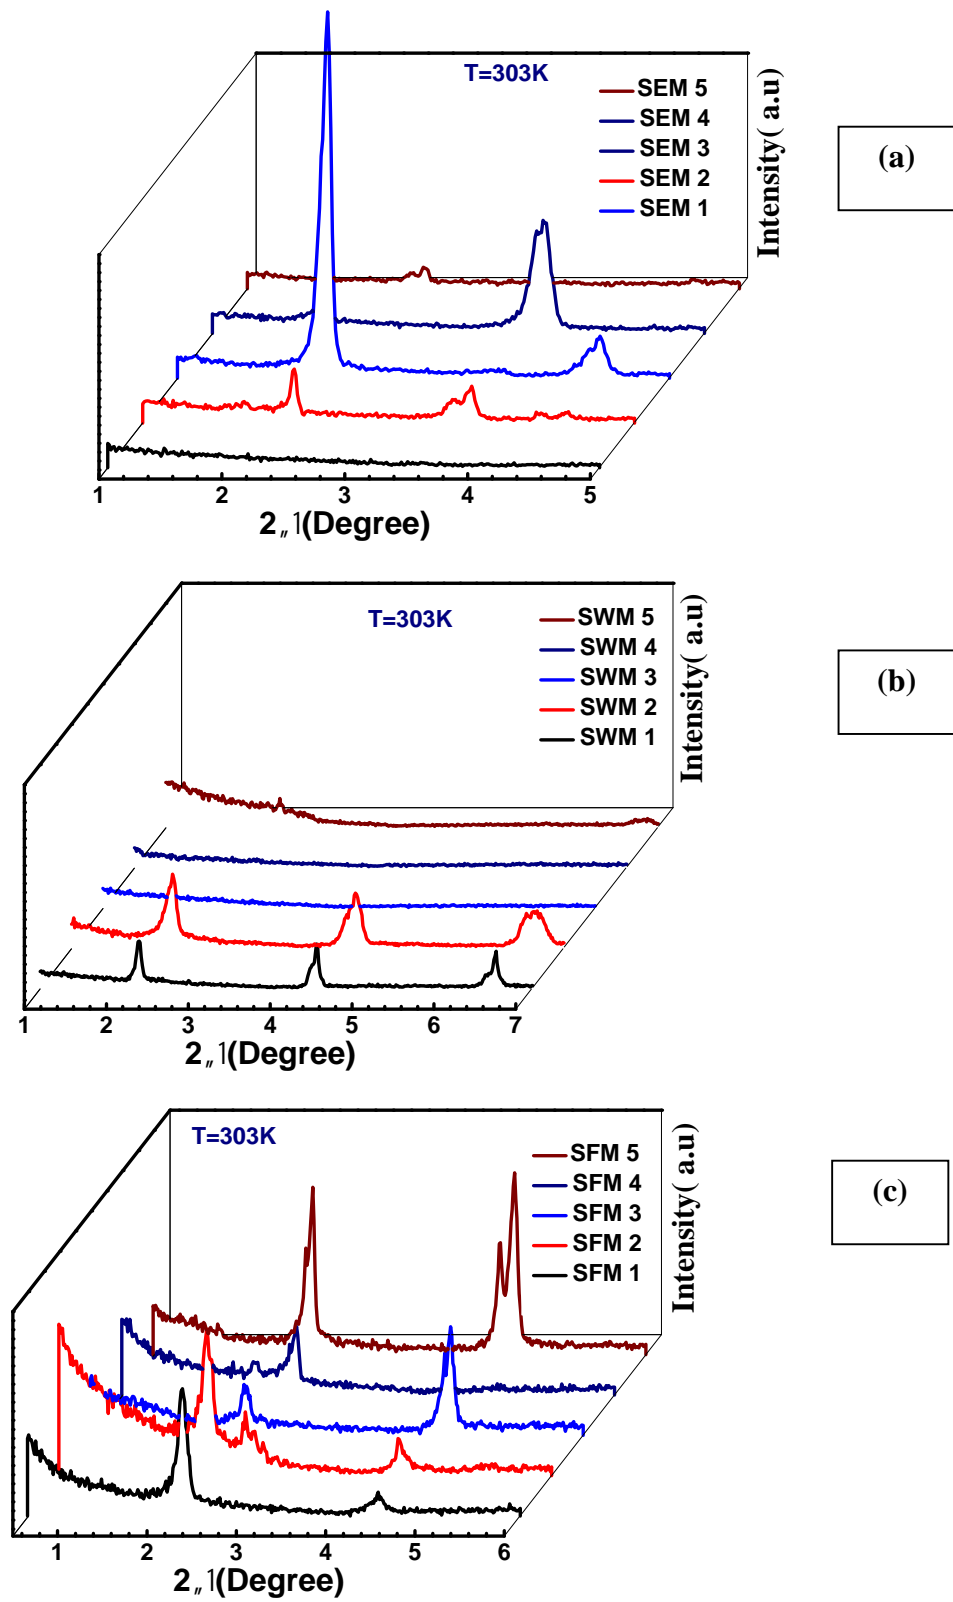 T=303K
SEM 5
SEM 4
SEM 3
SEM 2
SEM 1
Intensity( a.u)
(a)
1 2 3 4 5
2„1(Degree)
T=303K
SWM 5
SWM 4
SWM 3
SWM 2
SWM 1
Intensity( a.u)
(b)
1 2 3 4 5 6 7
2„1(Degree)
T=303K
SFM 5
SFM 4
SFM 3
SFM 2
SFM 1
Intensity( a.u)
(c)
1 2 3 4 5 6
2„1(Degree)